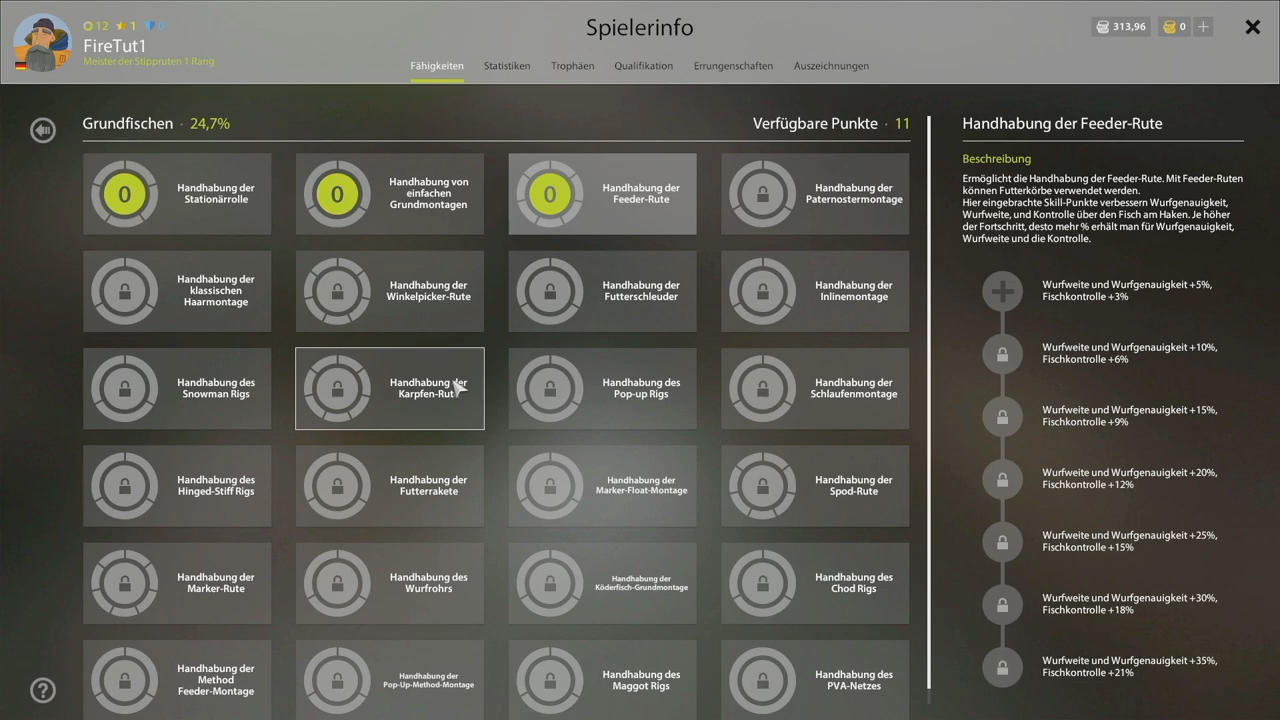 12 1 0
FireTut1
Meister der Stippruten 1 Rang
Spielerinfo
313,96 0
Fähigkeiten Statistiken Trophäen Qualifikation Errungenschaften Auszeichnungen
Grundfischen · 24,7%
Verfügbare Punkte · 11
0 Handhabung der
Stationärrolle
0 Handhabung von
einfachen
Grundmontagen
0 Handhabung der
Feeder-Rute
Handhabung der
Paternostermontage
Handhabung der
klassischen
Haarmontage
Handhabung der
Winkelpicker-Rute
Handhabung der
Futterschleuder
Handhabung der
Inlinemontage
Handhabung des
Snowman Rigs
Handhabung der
Karpfen-Rute
Handhabung des
Pop-up Rigs
Handhabung der
Schlaufenmontage
Handhabung des
Hinged-Stiff Rigs
Handhabung der
Futterrakete
Handhabung der
Marker-Float-Montage
Handhabung der
Spod-Rute
Handhabung der
Marker-Rute
Handhabung des
Wurfrohrs
Handhabung der
Köderfisch-Grundmontage
Handhabung des
Chod Rigs
Handhabung der
Method
Feeder-Montage
Handhabung der
Pop-Up-Method-Montage
Handhabung des
Maggot Rigs
Handhabung des
PVA-Netzes
?
Handhabung der Feeder-Rute
Beschreibung
Ermöglicht die Handhabung der Feeder-Rute. Mit Feeder-Ruten
können Futterkörbe verwendet werden.
Hier eingebrachte Skill-Punkte verbessern Wurfgenauigkeit,
Wurfweite, und Kontrolle über den Fisch am Haken. Je höher
der Fortschritt, desto mehr % erhält man für Wurfgenauigkeit,
Wurfweite und die Kontrolle.
Wurfweite und Wurfgenauigkeit +5%,
Fischkontrolle +3%
Wurfweite und Wurfgenauigkeit +10%,
Fischkontrolle +6%
Wurfweite und Wurfgenauigkeit +15%,
Fischkontrolle +9%
Wurfweite und Wurfgenauigkeit +20%,
Fischkontrolle +12%
Wurfweite und Wurfgenauigkeit +25%,
Fischkontrolle +15%
Wurfweite und Wurfgenauigkeit +30%,
Fischkontrolle +18%
Wurfweite und Wurfgenauigkeit +35%,
Fischkontrolle +21%